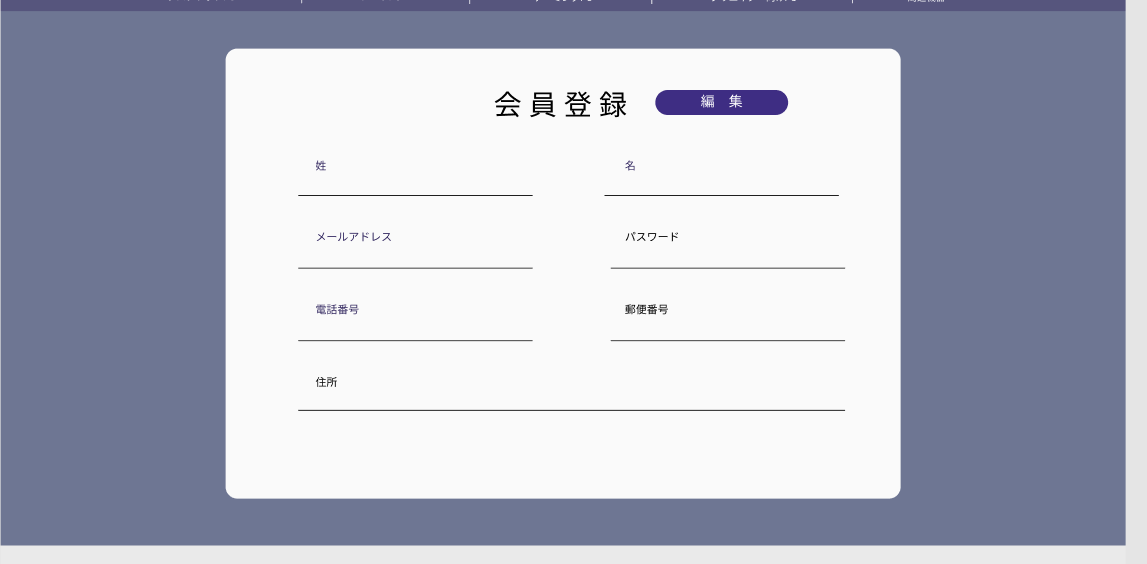 会員登録 編 集
姓 名
メールアドレス パスワード
電話番号 郵便番号
住所